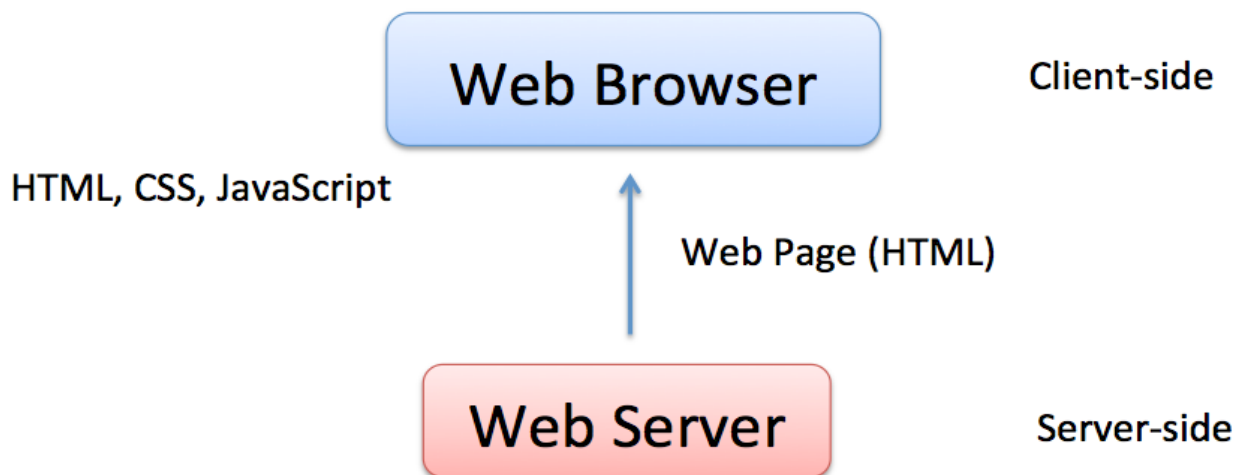 Web Browser
Client-side
HTML, CSS, JavaScript
Web Page (HTML)
Web Server
Server-side